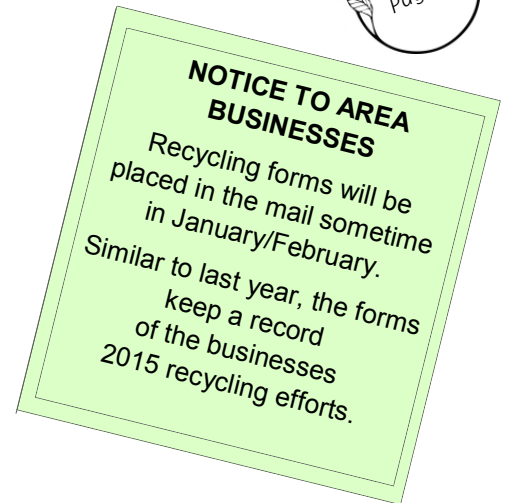 NOTICE TO AREA
BUSINESSES
Recycling forms will be
placed in the mail sometime
in January/February.
Similar to last year, the forms
keep a record
of the businesses
2015 recycling efforts.